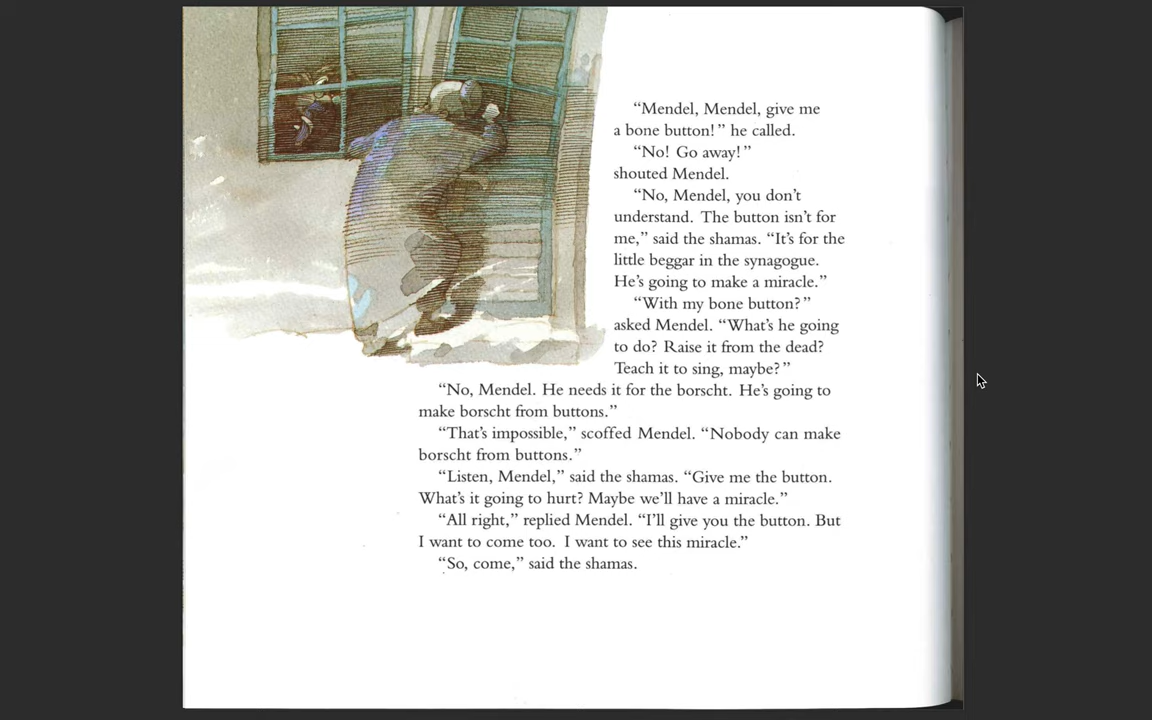 “Mendel, Mendel, give me
a bone button!” he called.
“No! Go away!”
shouted Mendel.
“No, Mendel, you don’t
understand. The button isn’t for
me,” said the shamas. “It’s for the
little beggar in the synagogue.
He’s going to make a miracle.”
“With my bone button?”
asked Mendel. “What’s he going
to do? Raise it from the dead?
Teach it to sing, maybe?”
“No, Mendel. He needs it for the borscht. He’s going to
make borscht from buttons.”
“That’s impossible,” scoffed Mendel. “Nobody can make
borscht from buttons.”
“Listen, Mendel,” said the shamas. “Give me the button.
What’s it going to hurt? Maybe we’ll have a miracle.”
“All right,” replied Mendel. “I’ll give you the button. But
I want to come too. I want to see this miracle.”
“So, come,” said the shamas.